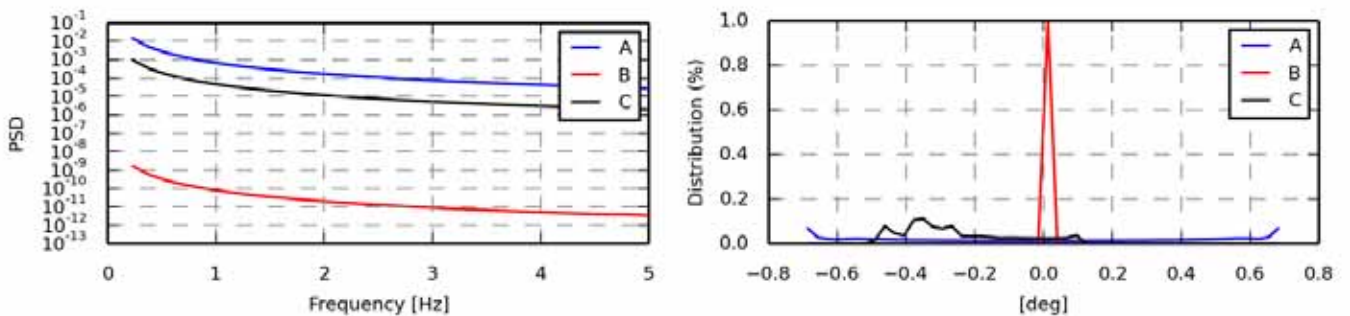 10^-1
10^-2
10^-3
10^-4
10^-5
10^-6
10^-7
10^-8
10^-9
10^-10
10^-11
10^-12
10^-13
PSD
0 1 2 3 4 5
Frequency [Hz]
A
B
C
1.0
0.8
0.6
0.4
0.2
0.0
Distribution (%)
−0.8 −0.6 −0.4 −0.2 0.0 0.2 0.4 0.6 0.8
[deg]
A
B
C